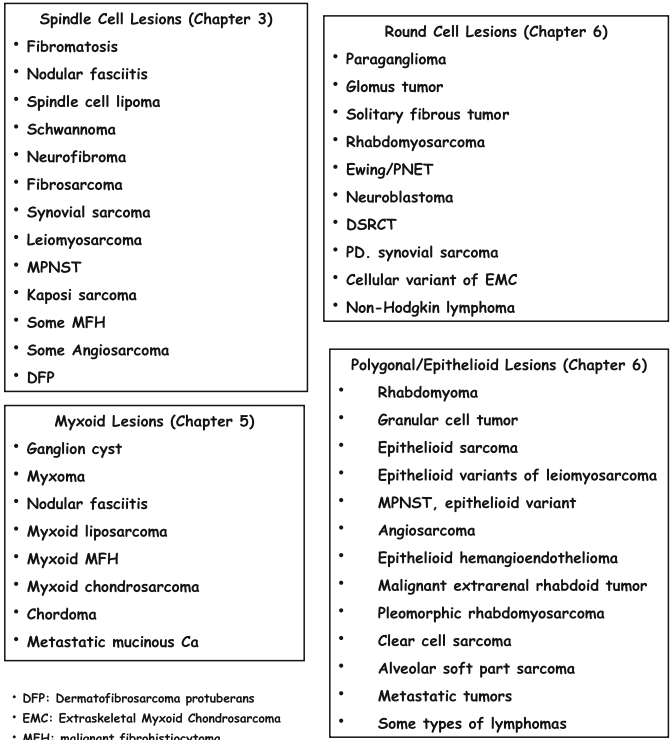 Spindle Cell Lesions (Chapter 3)
• Fibromatosis
• Nodular fasciitis
• Spindle cell lipoma
• Schwannoma
• Neurofibroma
• Fibrosarcoma
• Synovial sarcoma
• Leiomyosarcoma
• MPNST
• Kaposi sarcoma
• Some MFH
• Some Angiosarcoma
• DFP
Myxoid Lesions (Chapter 5)
• Ganglion cyst
• Myxoma
• Nodular fasciitis
• Myxoid liposarcoma
• Myxoid MFH
• Myxoid chondrosarcoma
• Chordoma
• Metastatic mucinous Ca
• DFP: Dermatofibrosarcoma protuberans
• EMC: Extraskeletal Myxoid Chondrosarcoma
• MFH: malignant fibrohistiocytoma
Round Cell Lesions (Chapter 6)
• Paraganglioma
• Glomus tumor
• Solitary fibrous tumor
• Rhabdomyosarcoma
• Ewing/PNET
• Neuroblastoma
• DSRCT
• PD. synovial sarcoma
• Cellular variant of EMC
• Non-Hodgkin lymphoma
Polygonal/Epithelioid Lesions (Chapter 6)
• Rhabdomyoma
• Granular cell tumor
• Epithelioid sarcoma
• Epithelioid variants of leiomyosarcoma
• MPNST, epithelioid variant
• Angiosarcoma
• Epithelioid hemangioendothelioma
• Malignant extrarenal rhabdoid tumor
• Pleomorphic rhabdomyosarcoma
• Clear cell sarcoma
• Alveolar soft part sarcoma
• Metastatic tumors
• Some types of lymphomas